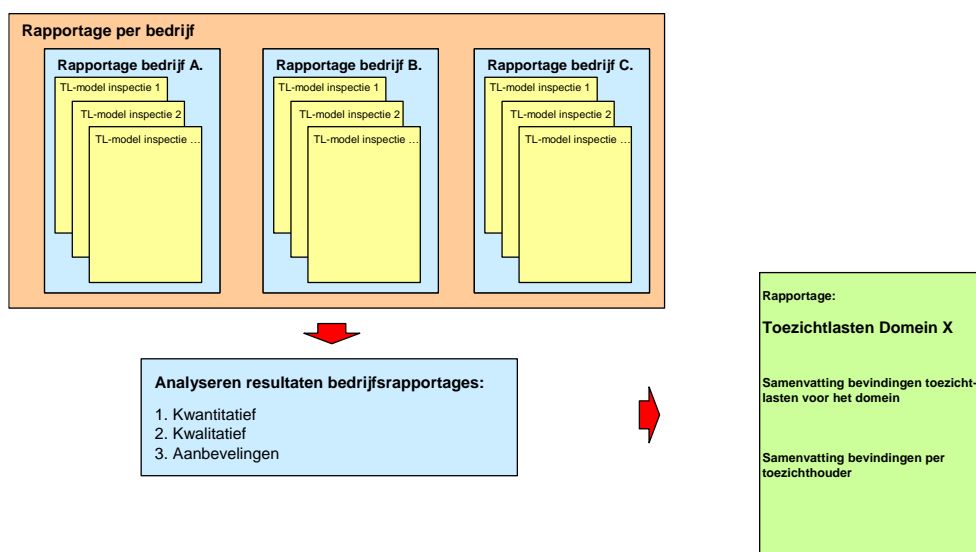 Rapportage per bedrijf
Rapportage bedrijf A.
TL-model inspectie 1
TL-model inspectie 2
TL-model inspectie ...
Rapportage bedrijf B.
TL-model inspectie 1
TL-model inspectie 2
TL-model inspectie ...
Rapportage bedrijf C.
TL-model inspectie 1
TL-model inspectie 2
TL-model inspectie ...
Analyseren resultaten bedrijfsrapportages:
1. Kwantitatief
2. Kwalitatief
3. Aanbevelingen
Rapportage:
Toezichtlasten Domein X
Samenvatting bevindingen toezicht-
lasten voor het domein
Samenvatting bevindingen per
toezichthouder